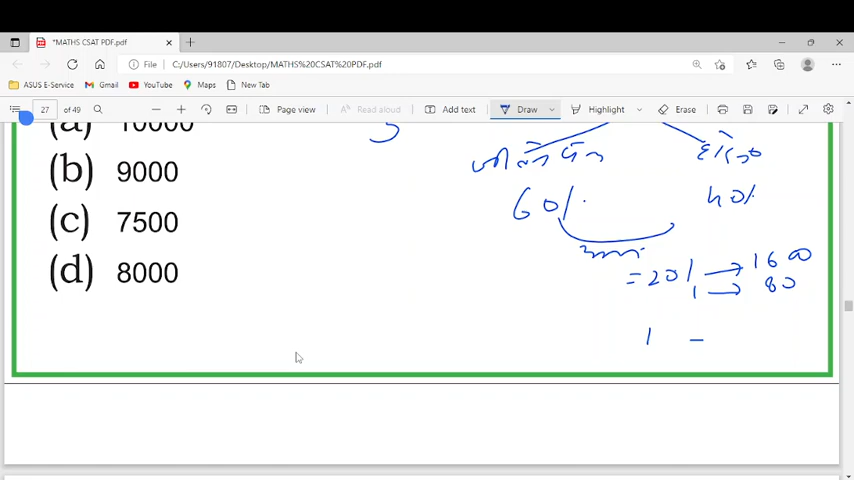 *MATHS CSAT PDF.pdf
File C:/Users/91807/Desktop/MATHS%20CSAT%20PDF.pdf
ASUS E-Service Gmail YouTube Maps New Tab
27 of 49 Page view Read aloud Add text Draw Highlight Erase
(a) 10000
(b) 9000
60% 40%
(c) 7500
= 20% → 1600
(d) 8000
1 → 80
1 =